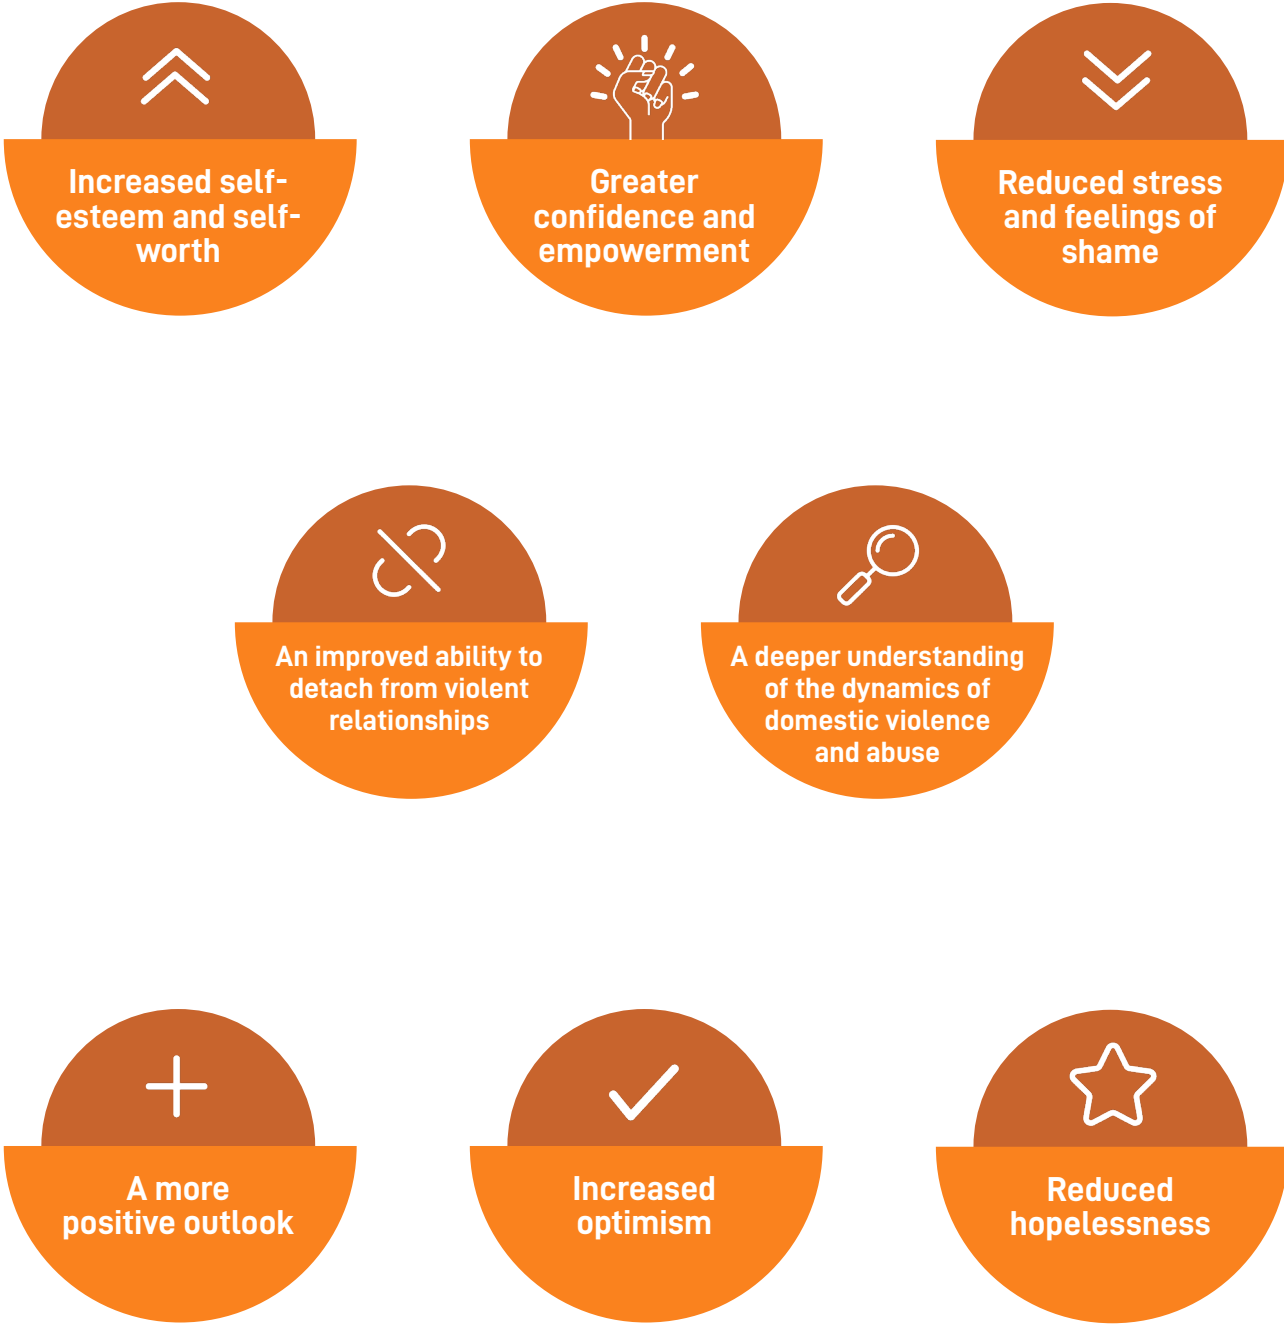 Increased self-
esteem and self-
worth
Greater
confidence and
empowerment
Reduced stress
and feelings of
shame
An improved ability to
detach from violent
relationships
A deeper understanding
of the dynamics of
domestic violence
and abuse
A more
positive outlook
Increased
optimism
Reduced
hopelessness